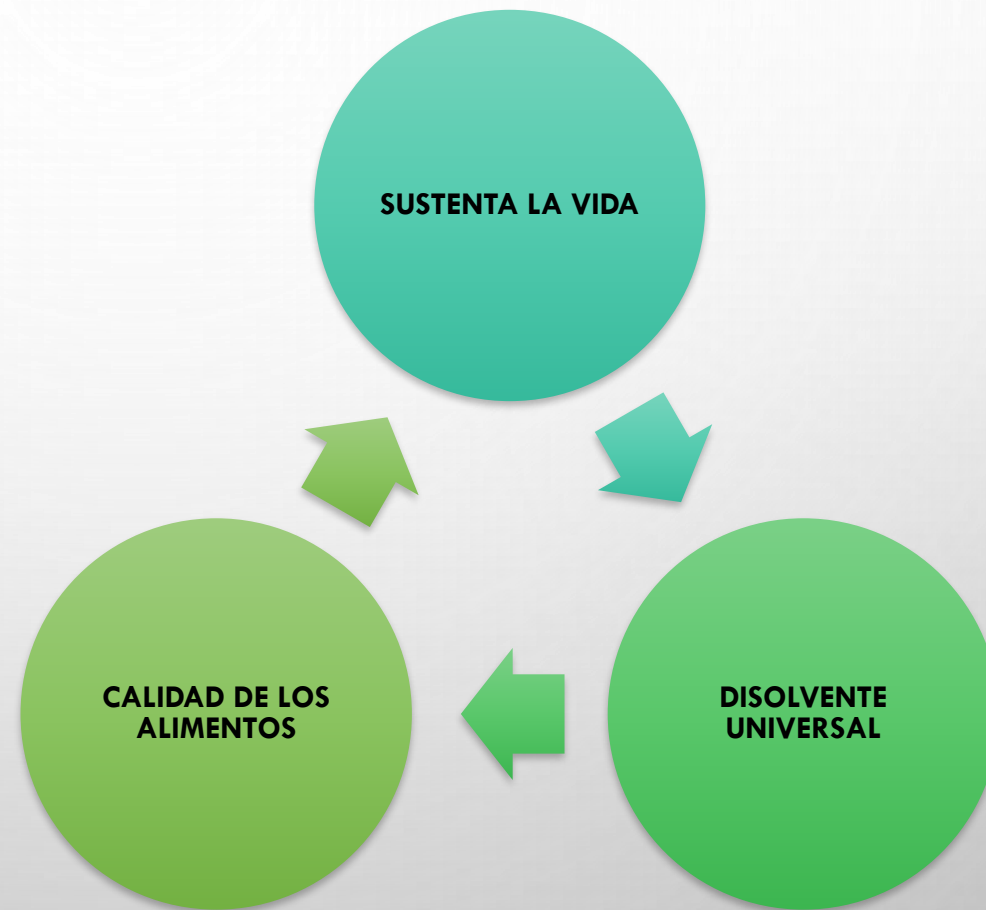 SUSTENTA LA VIDA
CALIDAD DE LOS
ALIMENTOS
DISOLVENTE
UNIVERSAL